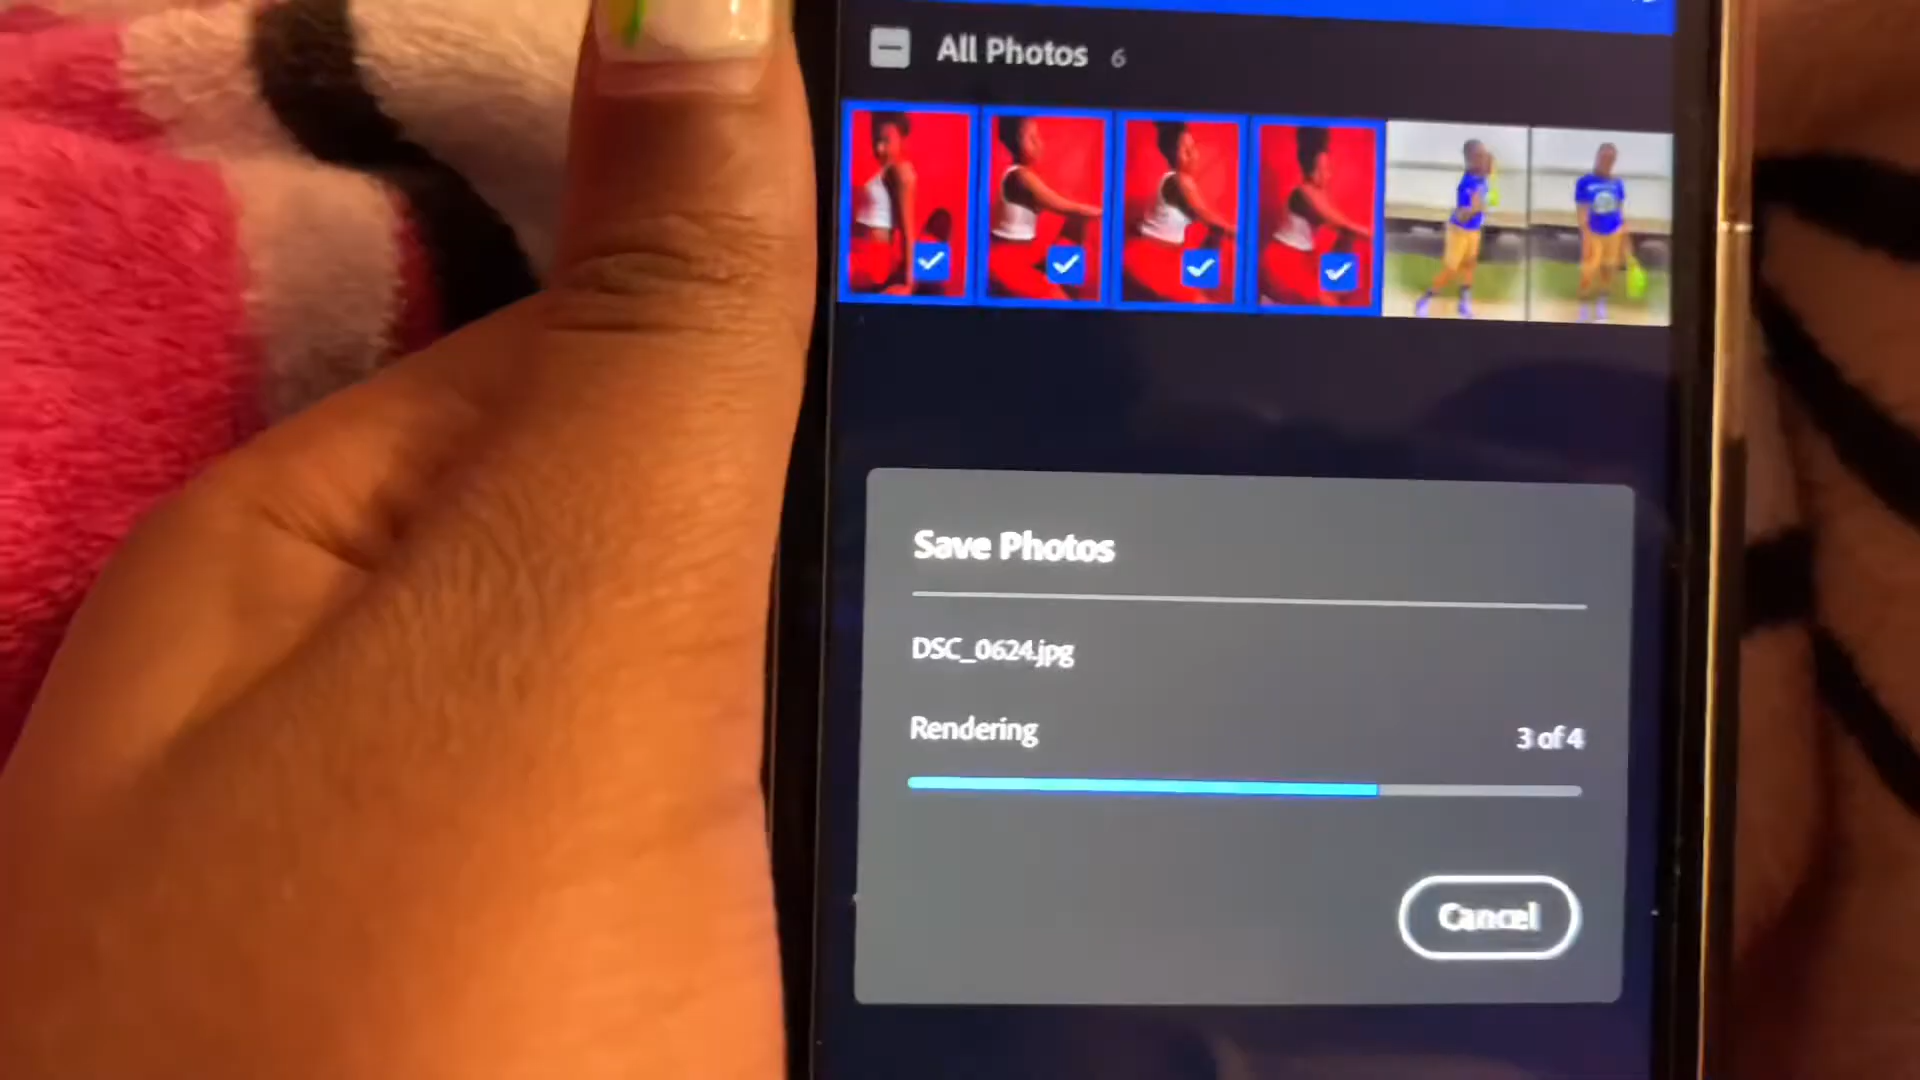 All Photos 6
Save Photos
DSC_0624.jpg
Rendering 3 of 4
Cancel